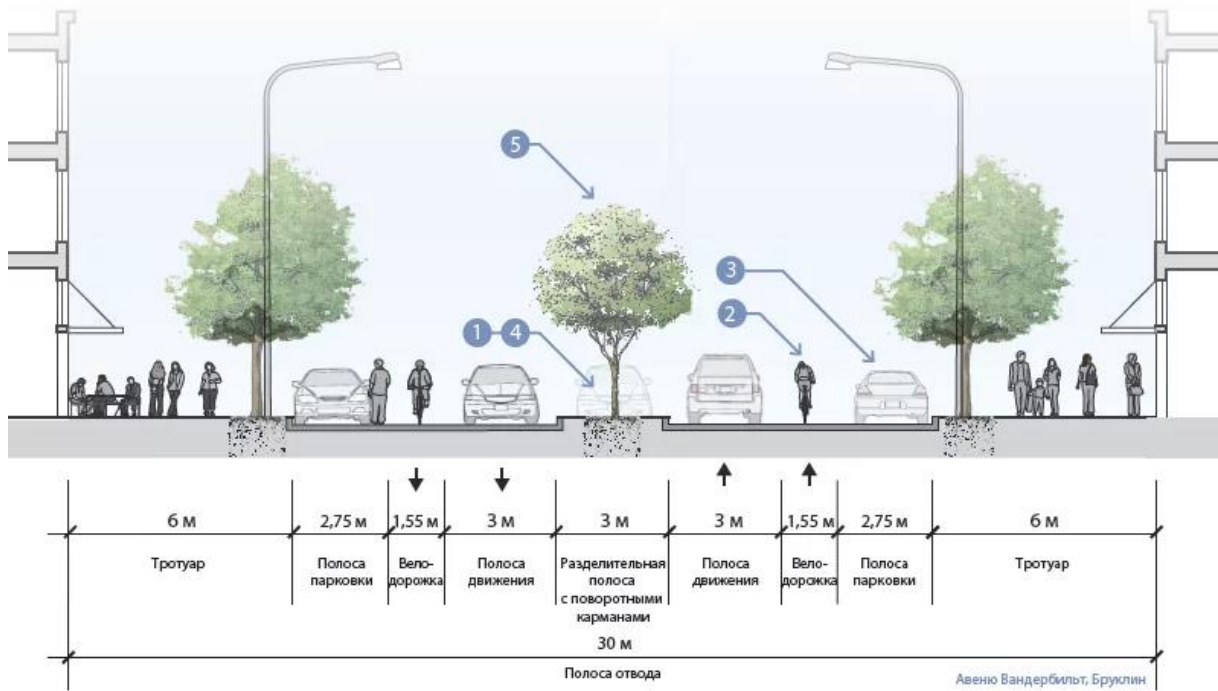 5
3
2
1 4
6 м 2,75 м 1,55 м 3 м 3 м 3 м 1,55 м 2,75 м 6 м
Тротуар
Полоса
парковки
Вело-
дорожка
Полоса
движения
Разделительная
полоса
с поворотными
карманами
Полоса
движения
Вело-
дорожка
Полоса
парковки
Тротуар
30 м
Полоса отвода
Авеню Вандербильт, Бруклин